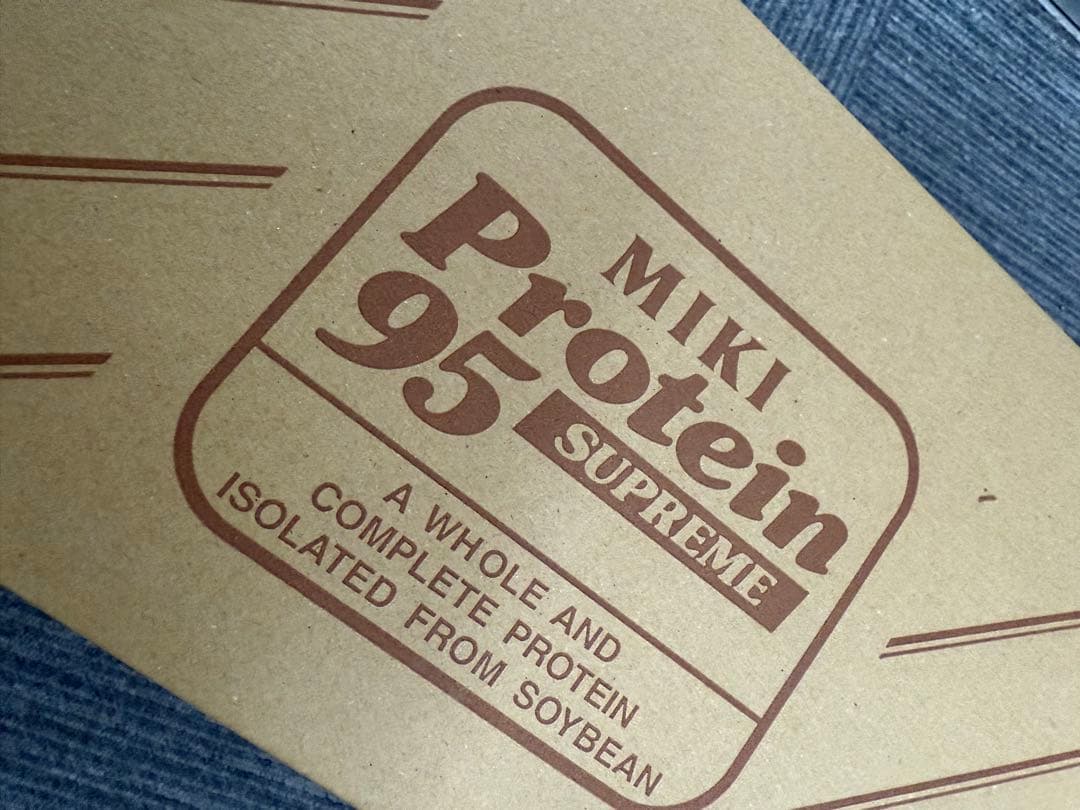 MIKI
Protein
95 SUPREME
A WHOLE AND
COMPLETE PROTEIN
ISOLATED FROM SOYBEAN